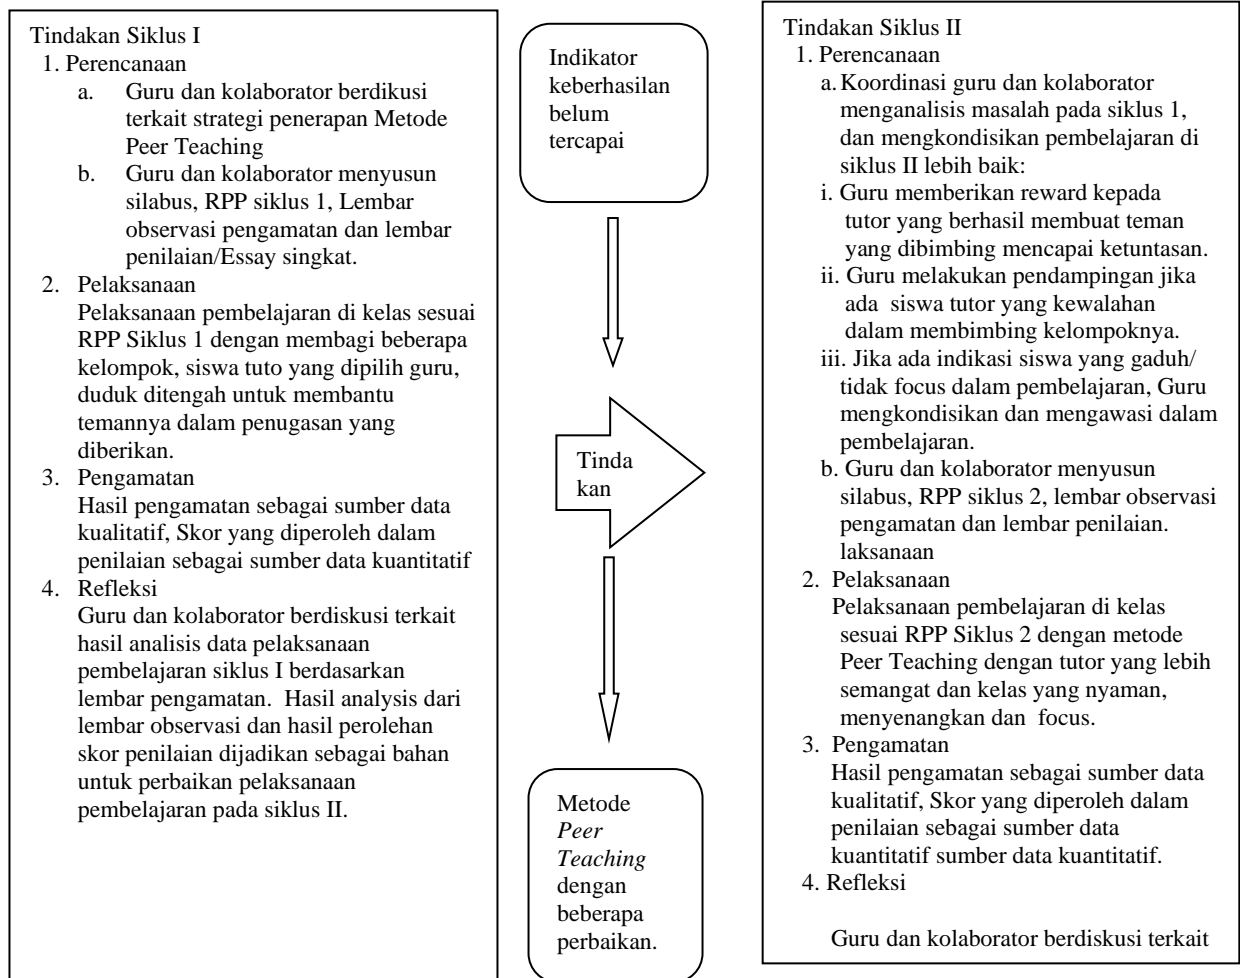 Tindakan Siklus I
1. Perencanaan
a. Guru dan kolaborator berdikusi
terkait strategi penerapan Metode
Peer Teaching
b. Guru dan kolaborator menyusun
silabus, RPP siklus 1, Lembar
observasi pengamatan dan lembar
penilaian/Essay singkat.
2. Pelaksanaan
Pelaksanaan pembelajaran di kelas sesuai
RPP Siklus 1 dengan membagi beberapa
kelompok, siswa tuto yang dipilih guru,
duduk ditengah untuk membantu
temannya dalam penugasan yang
diberikan.
3. Pengamatan
Hasil pengamatan sebagai sumber data
kualitatif, Skor yang diperoleh dalam
penilaian sebagai sumber data kuantitatif
4. Refleksi
Guru dan kolaborator berdiskusi terkait
hasil analisis data pelaksanaan
pembelajaran siklus I berdasarkan
lembar pengamatan. Hasil analysis dari
lembar observasi dan hasil perolehan
skor penilaian dijadikan sebagai bahan
untuk perbaikan pelaksanaan
pembelajaran pada siklus II.
Indikator
keberhasilan
belum
tercapai
Tinda
kan
Metode
Peer
Teaching
dengan
beberapa
perbaikan.
Tindakan Siklus II
1. Perencanaan
a. Koordinasi guru dan kolaborator
menganalisis masalah pada siklus 1,
dan mengkondisikan pembelajaran di
siklus II lebih baik:
i. Guru memberikan reward kepada
tutor yang berhasil membuat teman
yang dibimbing mencapai ketuntasan.
ii. Guru melakukan pendampingan jika
ada siswa tutor yang kewalahan
dalam membimbing kelompoknya.
iii. Jika ada indikasi siswa yang gaduh/
tidak focus dalam pembelajaran, Guru
mengkondisikan dan mengawasi dalam
pembelajaran.
b. Guru dan kolaborator menyusun
silabus, RPP siklus 2, lembar observasi
pengamatan dan lembar penilaian.
laksanaan
2. Pelaksanaan
Pelaksanaan pembelajaran di kelas
sesuai RPP Siklus 2 dengan metode
Peer Teaching dengan tutor yang lebih
semangat dan kelas yang nyaman,
menyenangkan dan focus.
3. Pengamatan
Hasil pengamatan sebagai sumber data
kualitatif, Skor yang diperoleh dalam
penilaian sebagai sumber data
kuantitatif sumber data kuantitatif.
4. Refleksi
Guru dan kolaborator berdiskusi terkait